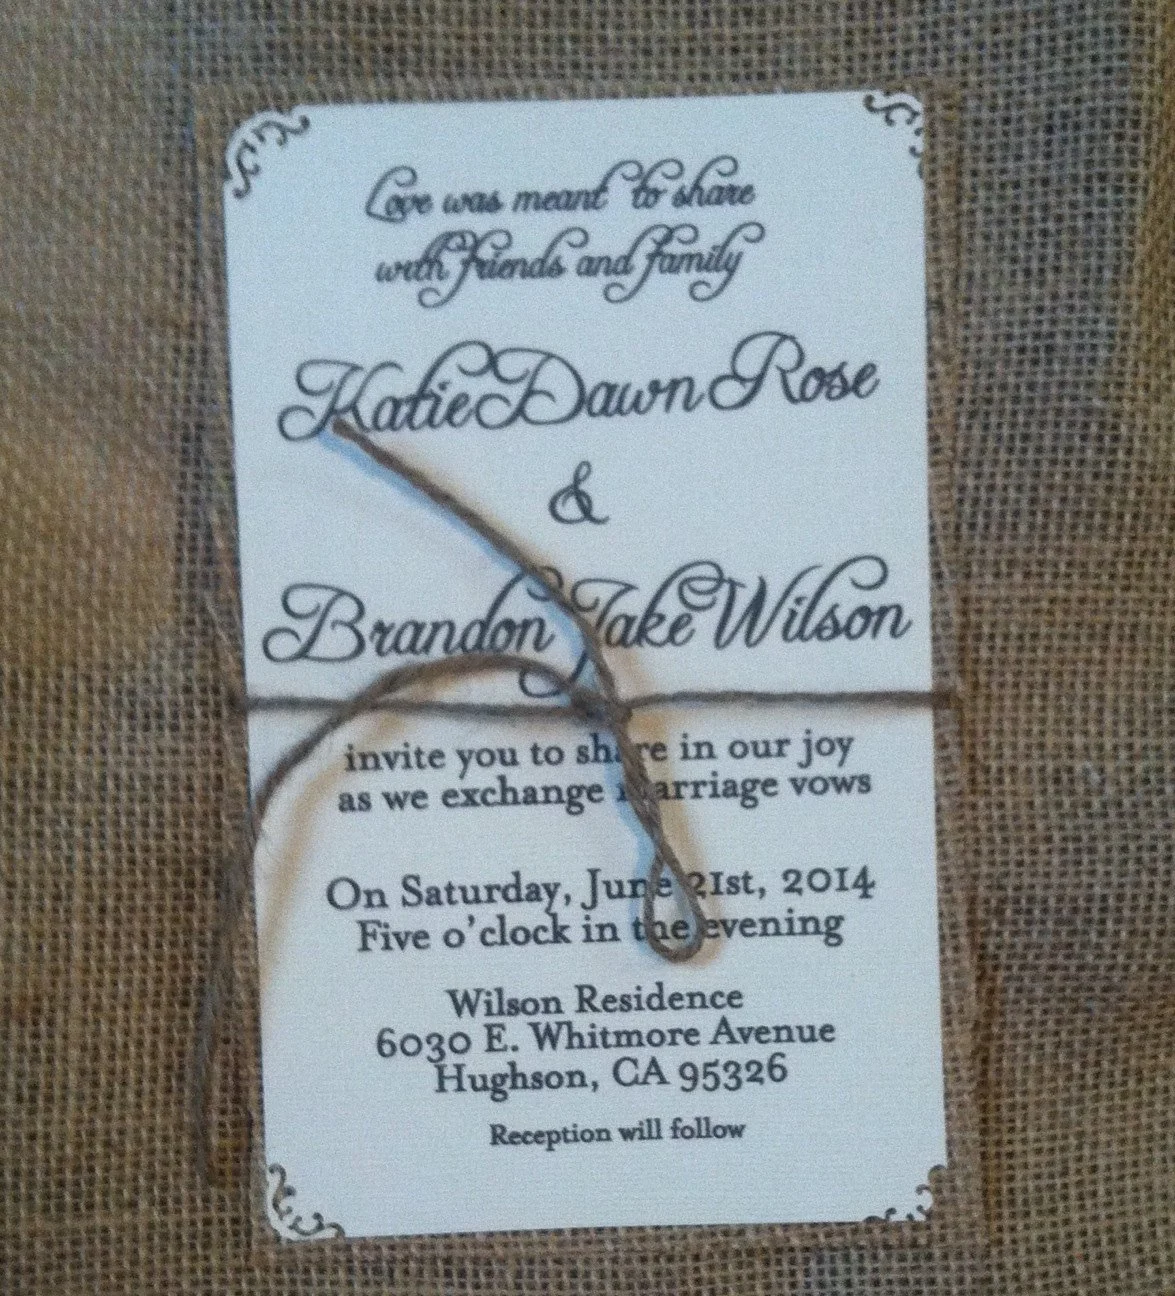 Love was meant to share
with friends and family
Katie Dawn Rose
&
Brandon Jake Wilson
invite you to share in our joy
as we exchange marriage vows
On Saturday, June 21st, 2014
Five o'clock in the evening
Wilson Residence
6030 E. Whitmore Avenue
Hughson, CA 95326
Reception will follow